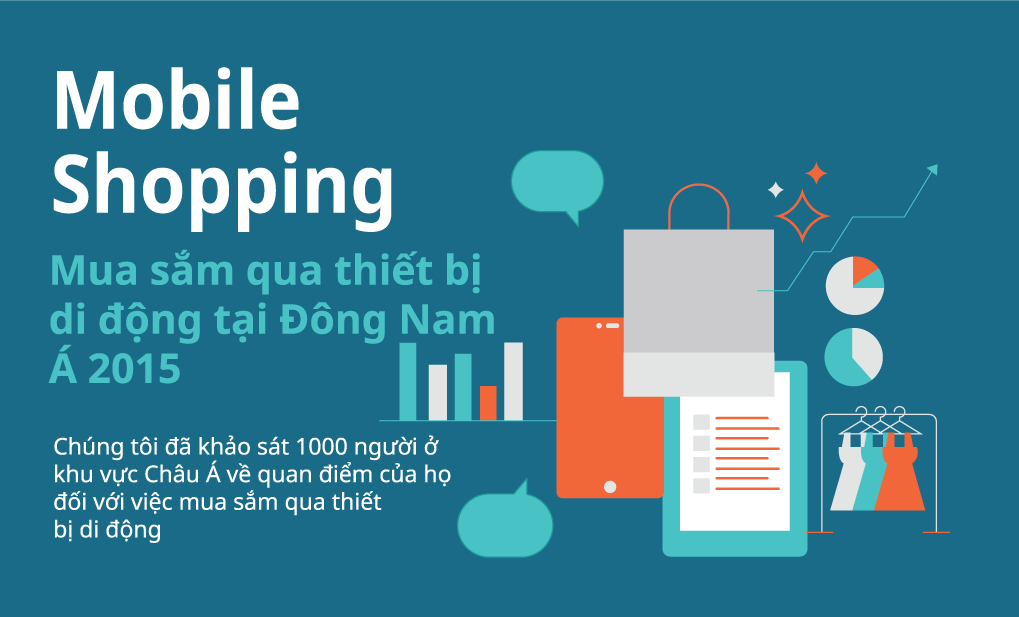 Mobile
Shopping
Mua sắm qua thiết bị
di động tại Đông Nam
Á 2015
Chúng tôi đã khảo sát 1000 người ở
khu vực Châu Á về quan điểm của họ
đối với việc mua sắm qua thiết
bị di động